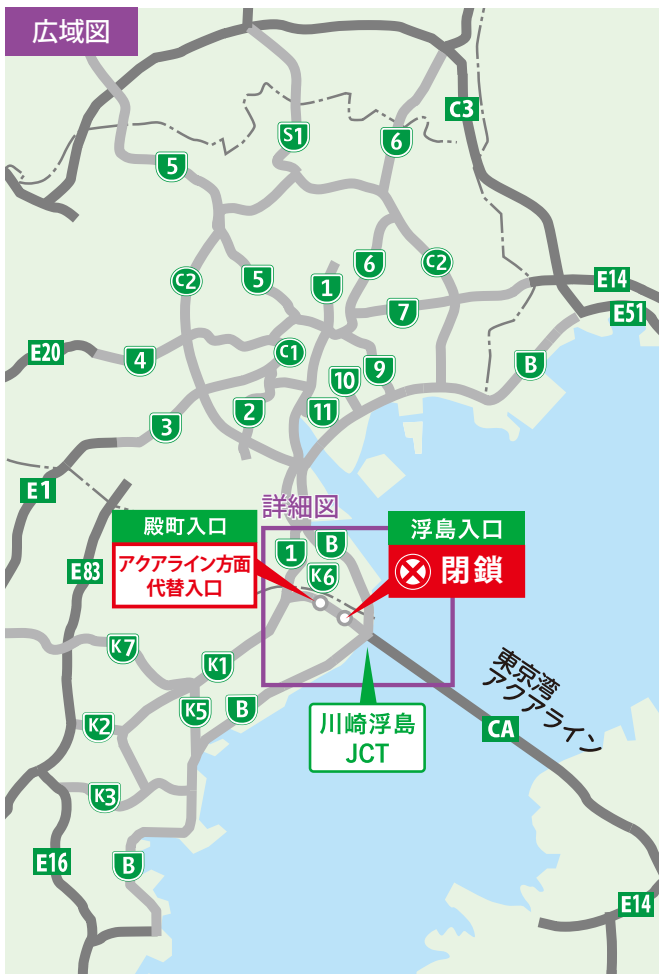 広域図
C3
S1
6
5
C2
5
1
6
C2
E14
7
E51
E20
4
C1
10
9
B
3
2
11
E1
詳細図
殿町入口
アクアライン方面
代替入口
1
B
K6
浮島入口
閉鎖
E83
K7
K1
K5
B
K2
川崎浮島
JCT
東京湾
アクアライン
CA
K3
E16
B
E14